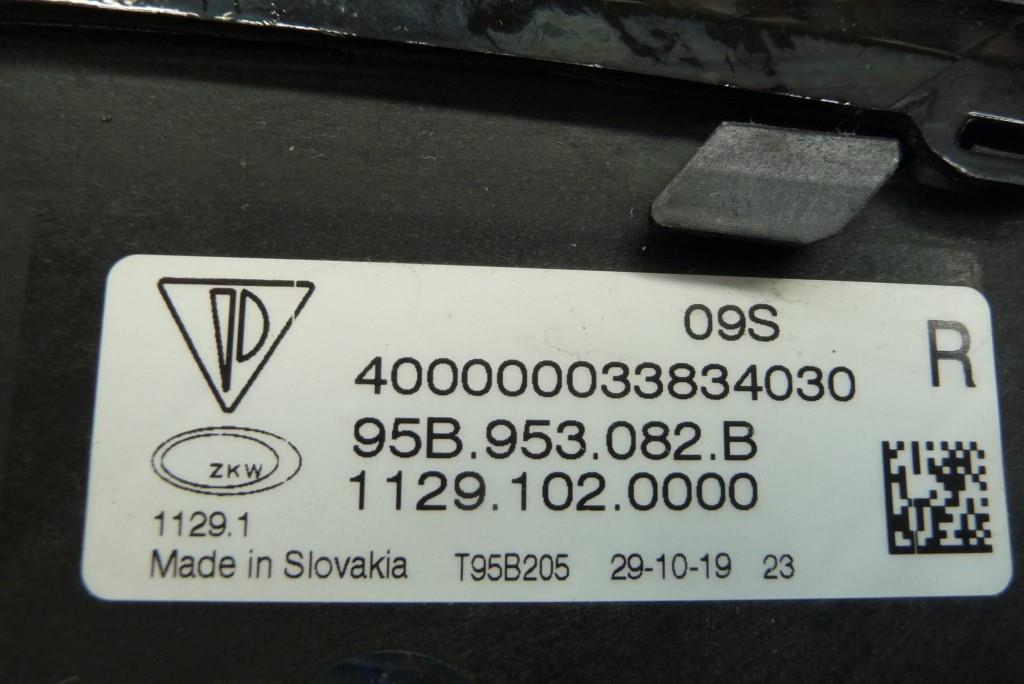 09S
R
400000033834030
95B.953.082.B
ZKW
1129.102.0000
1129.1
Made in Slovakia T95B205 29-10-19 23